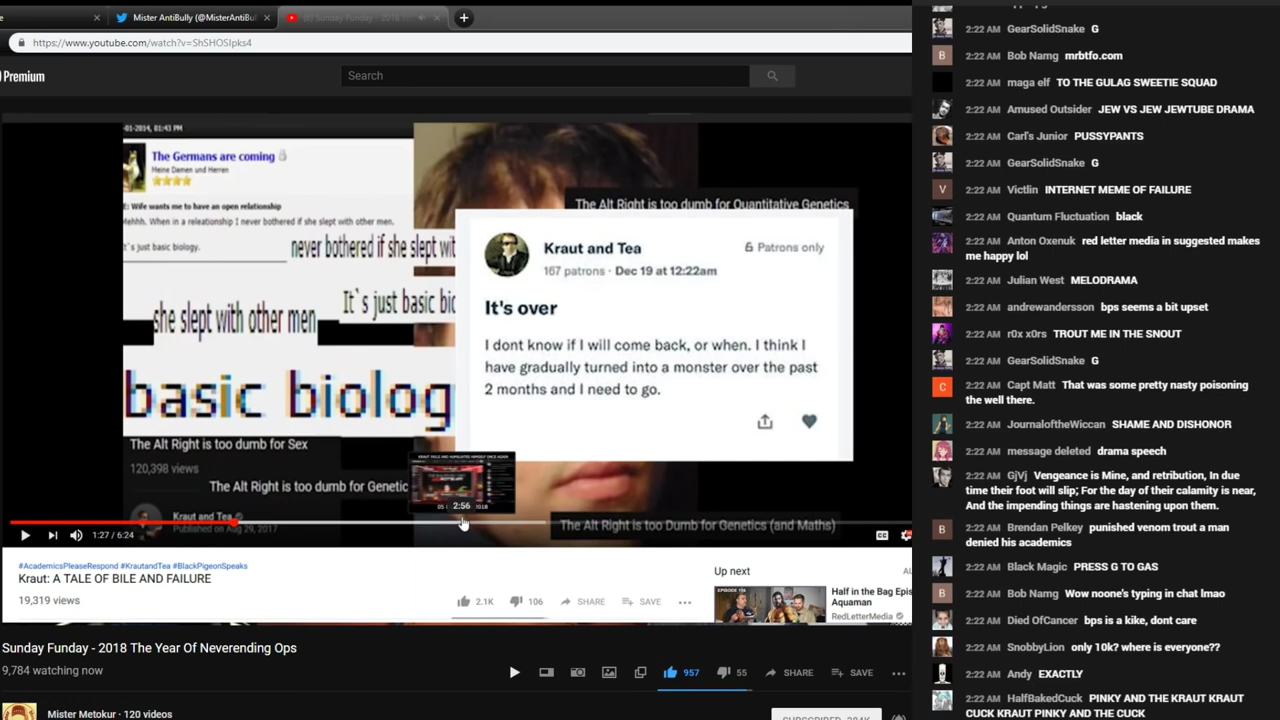 Mister AntiBully (@MisterAntiBul
(6) Sunday Funday - 2018
https://www.youtube.com/watch?v=ShSHOSIpks4
Premium
Search
-01-2014, 01:43 PM
The Germans are coming
Meine Damen und Herren
E: Wife wants me to have an open relationship
Mehhh. When in a relationship I never bothered if she slept with other men.
It`s just biology.
never bothered if she slept wit
she slept with other men
It`s just basic bio
basic biolog
The Alt Right is too dumb for Sex
120,398 views
The Alt Right is too dumb for Genetic
Kraut and Tea
Published on Aug 29, 2017
The Alt Right is too dumb for Quantitative Genetics
Kraut and Tea
Patrons only
167 patrons · Dec 19 at 12:22am
It's over
I dont know if I will come back, or when. I think I
have gradually turned into a monster over the past
2 months and I need to go.
The Alt Right is too Dumb for Genetics (and Maths)
2:56
1:27 / 6:24
#AcademicsPleaseRespond #KrautandTea #BlackPigeonSpeaks
Kraut: A TALE OF BILE AND FAILURE
19,319 views
2.1K 106 SHARE SAVE
Up next
EPISODE 156
Half in the Bag Epis
Aquaman
RedLetterMedia
Sunday Funday - 2018 The Year Of Neverending Ops
9,784 watching now
957 55 SHARE SAVE
Mister Metokur · 120 videos
2:22 AM GearSolidSnake G
2:22 AM Bob Namg mrbtfo.com
2:22 AM maga elf TO THE GULAG SWEETIE SQUAD
2:22 AM Amused Outsider JEW VS JEW JEWTUBE DRAMA
2:22 AM Carl's Junior PUSSYPANTS
2:22 AM GearSolidSnake G
2:22 AM Victlin INTERNET MEME OF FAILURE
2:22 AM Quantum Fluctuation black
2:22 AM Anton Oxenuk red letter media in suggested makes
me happy lol
2:22 AM Julian West MELODRAMA
2:22 AM andrewanderson bps seems a bit upset
2:22 AM r0x x0rs TROUT ME IN THE SNOUT
2:22 AM GearSolidSnake G
2:22 AM Capt Matt That was some pretty nasty poisoning
the well there.
2:22 AM JournaloftheWiccan SHAME AND DISHONOR
2:22 AM message deleted drama speech
2:22 AM GjVj Vengeance is Mine, and retribution, In due
time their foot will slip; For the day of their calamity is near,
And the impending things are hastening upon them.
2:22 AM Brendan Pelkey punished venom trout a man
denied his academics
2:22 AM Black Magic PRESS G TO GAS
2:22 AM Bob Namg Wow noone's typing in chat lmao
2:22 AM Died OfCancer bps is a kike, dont care
2:22 AM SnobbyLion only 10k? where is everyone??
2:22 AM Andy EXACTLY
2:22 AM HalfBakedCuck PINKY AND THE KRAUT KRAUT
CUCK KRAUT PINKY AND THE CUCK